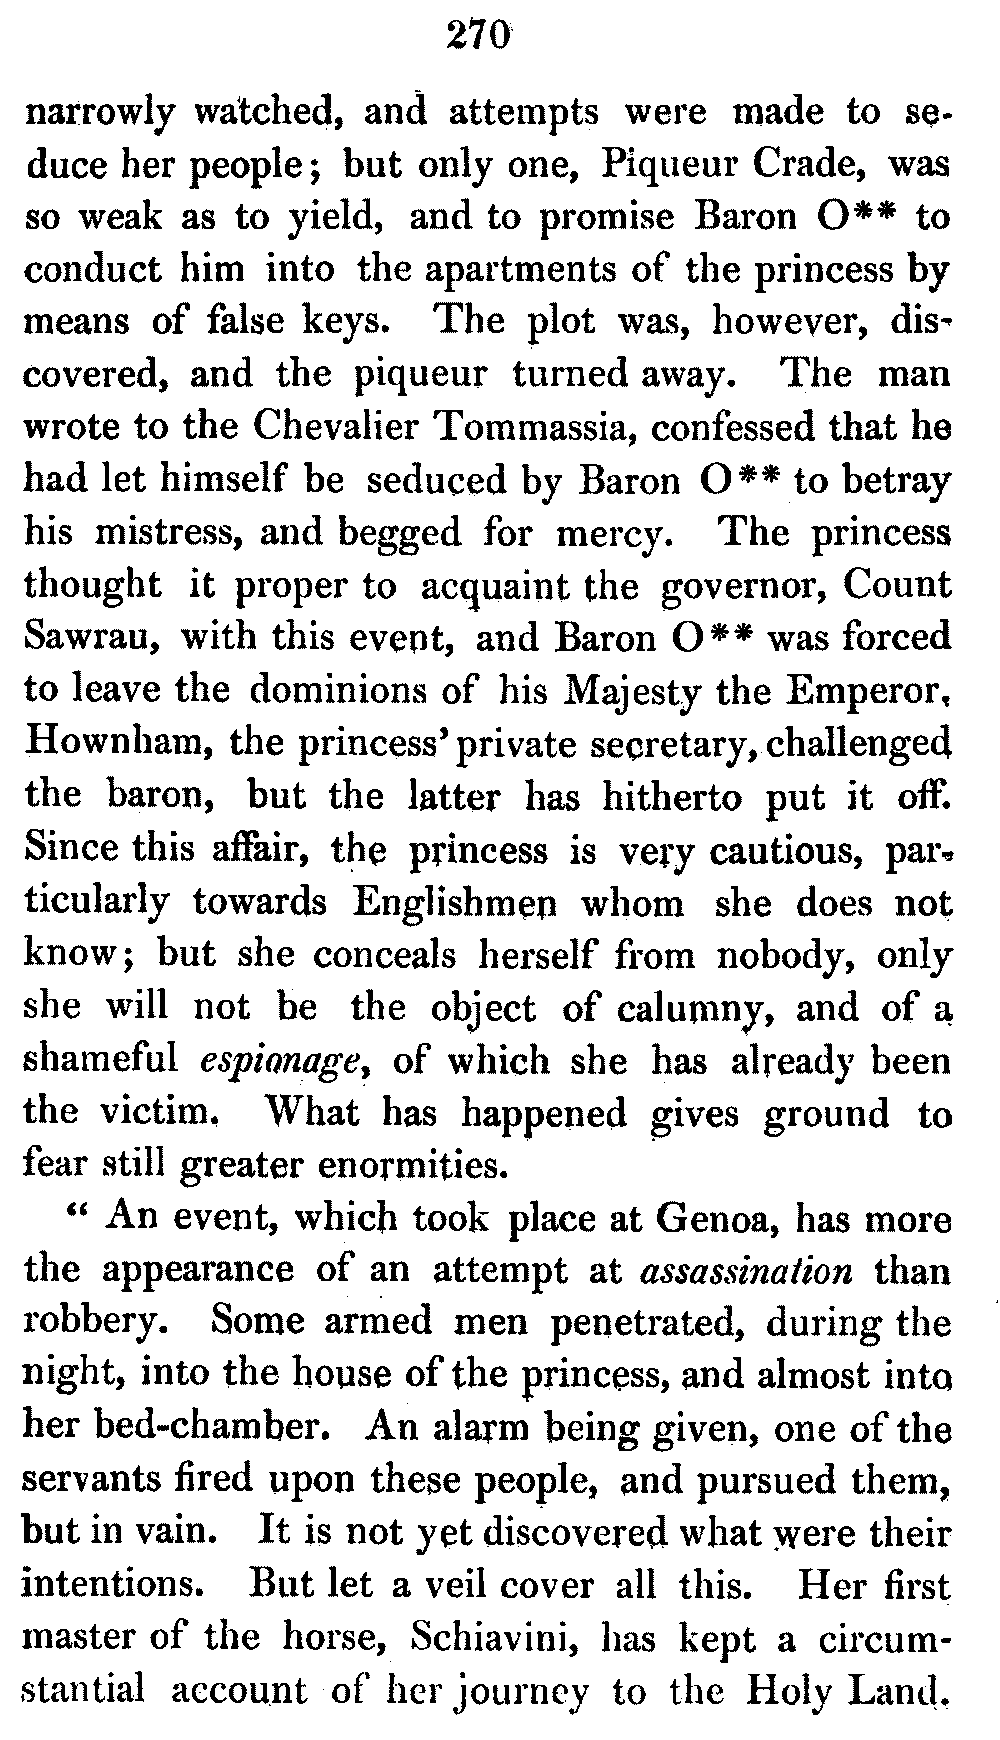 270
narrowly watched, and attempts were made to se-
duce her people; but only one, Piqueur Crade, was
so weak as to yield, and to promise Baron O** to
conduct him into the apartments of the princess by
means of false keys. The plot was, however, dis-
covered, and the piqueur turned away. The man
wrote to the Chevalier Tommassia, confessed that he
had let himself be seduced by Baron O** to betray
his mistress, and begged for mercy. The princess
thought it proper to acquaint the governor, Count
Sawrau, with this event, and Baron O** was forced
to leave the dominions of his Majesty the Emperor,
Hownham, the princess' private secretary, challenged
the baron, but the latter has hitherto put it off.
Since this affair, the princess is very cautious, par-
ticularly towards Englishmen whom she does not
know; but she conceals herself from nobody, only
she will not be the object of calumny, and of a
shameful espionage, of which she has already been
the victim. What has happened gives ground to
fear still greater enormities.
“ An event, which took place at Genoa, has more
the appearance of an attempt at assassination than
robbery. Some armed men penetrated, during the
night, into the house of the princess, and almost into
her bed-chamber. An alarm being given, one of the
servants fired upon these people, and pursued them,
but in vain. It is not yet discovered what were their
intentions. But let a veil cover all this. Her first
master of the horse, Schiavini, has kept a circum-
stantial account of her journey to the Holy Land.